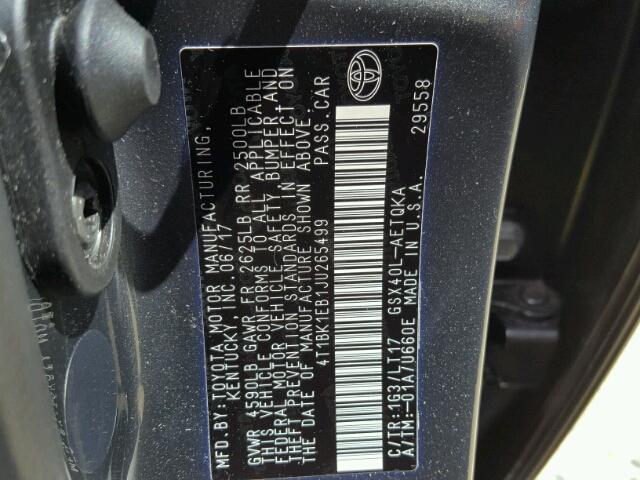 MFD.BY:TOYOTA MOTOR MANUFACTURING,
KENTUCKY, INC. 06/17
GVWR 4590LB GAWR FR 2625LB RR 2500LB
THIS VEHICLE CONFORMS TO ALL APPLICABLE
FEDERAL MOTOR VEHICLE SAFETY, BUMPER, AND
THEFT PREVENTION STANDARDS IN EFFECT ON
THE DATE OF MANUFACTURE SHOWN ABOVE.
4T1BK1EB1JU265499 PASS.CAR
C/TR:1G3/LT17 GSX40L-AETQKA
A/TM:-01A/U660E MADE IN U.S.A.
29558